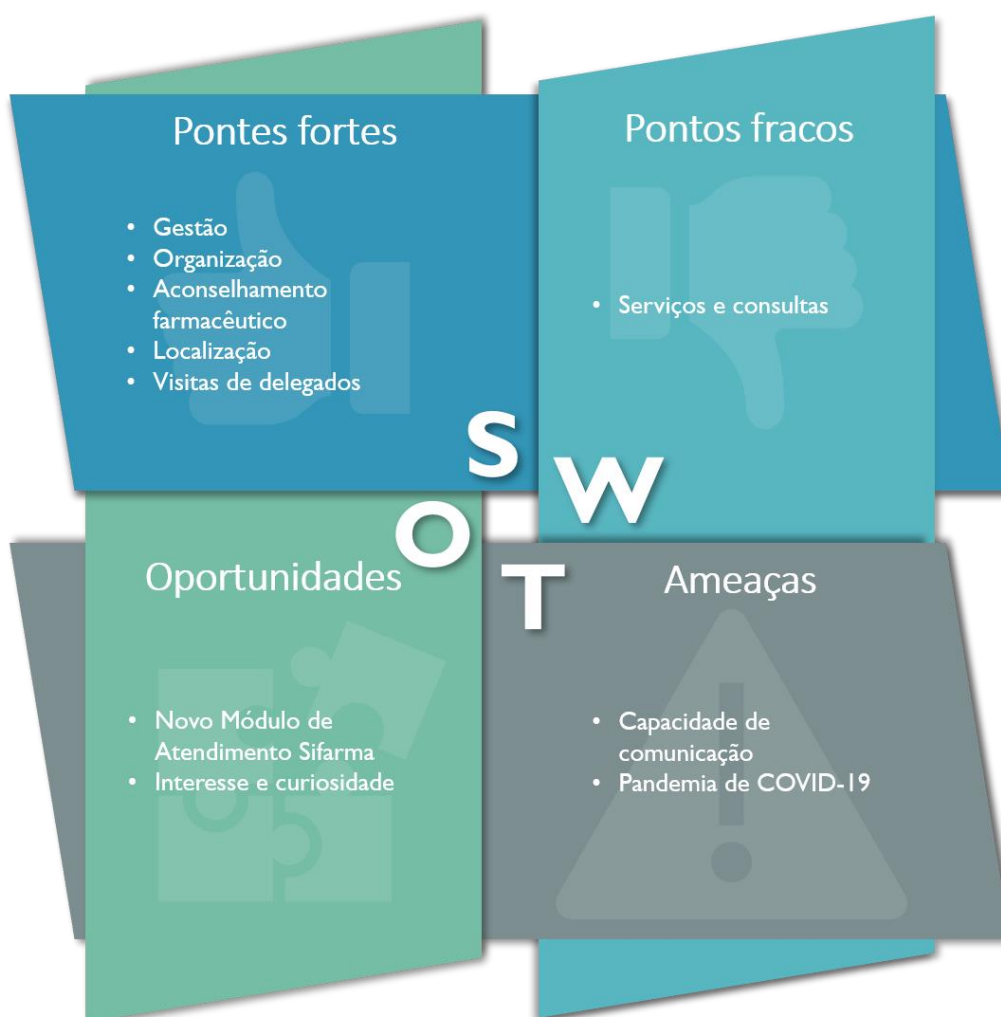 Pontes fortes
• Gestão
• Organização
• Aconselhamento
farmacêutico
• Localização
• Visitas de delegados
Pontos fracos
• Serviços e consultas
S
W
O
T
Oportunidades
• Novo Módulo de
Atendimento Sifarma
• Interesse e curiosidade
Ameaças
• Capacidade de
comunicação
• Pandemia de COVID-19